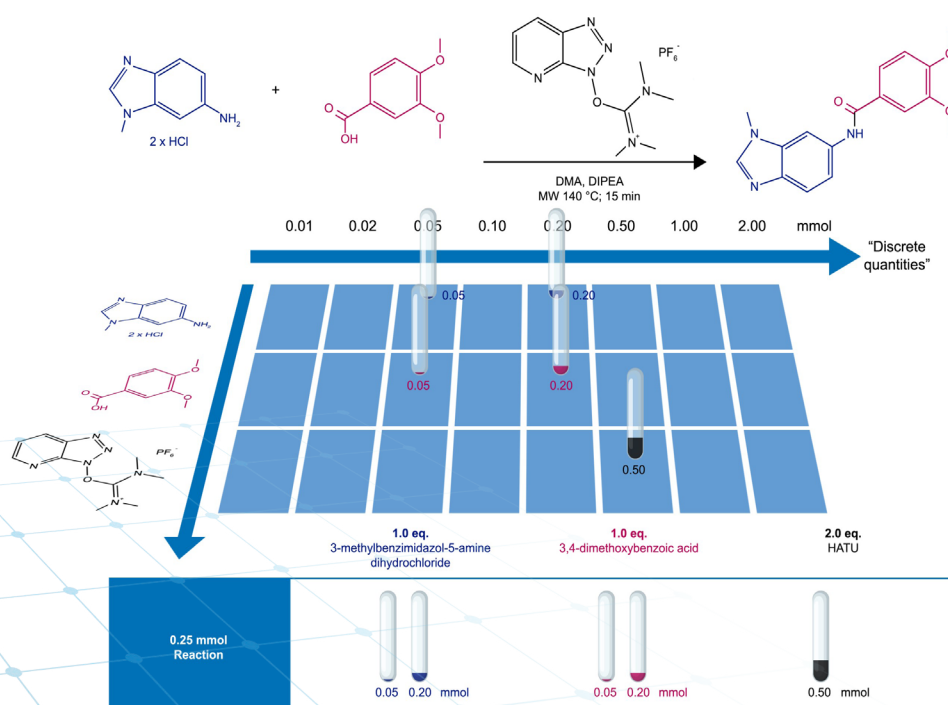 N
N
NH2
2 x HCl
+
O
OH
O
O
N
N
N
N
O
N
N+
PF6-
DMA, DIPEA
MW 140 °C; 15 min
O
NH
N
N
0.01 0.02 0.05 0.10 0.20 0.50 1.00 2.00 mmol
"Discrete
quantities"
0.05
0.20
N
N
NH2
2 x HCl
0.05
0.20
O
OH
O
O
0.50
N
N
N
N
O
N
N+
PF6-
1.0 eq.
3-methylbenzimidazol-5-amine
dihydrochloride
1.0 eq.
3,4-dimethoxybenzoic acid
2.0 eq.
HATU
0.25 mmol
Reaction
0.05 0.20 mmol
0.05 0.20 mmol
0.50 mmol